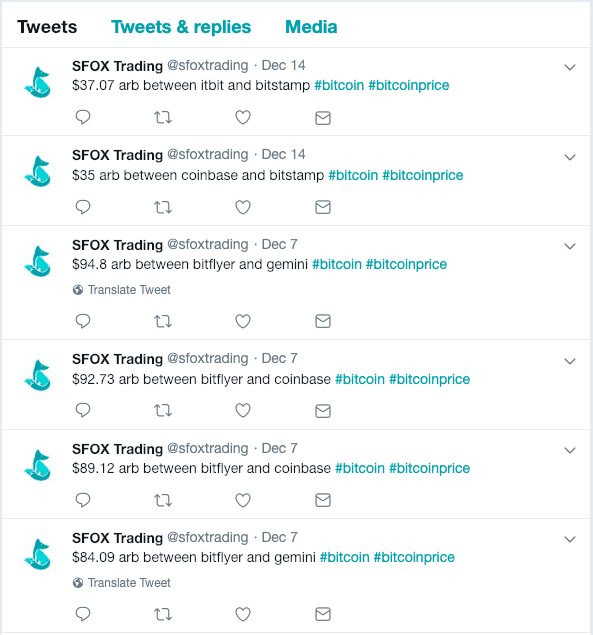 Tweets Tweets & replies Media
SFOX Trading @sfoxtrading · Dec 14
$37.07 arb between itbit and bitstamp #bitcoin #bitcoinprice
SFOX Trading @sfoxtrading · Dec 14
$35 arb between coinbase and bitstamp #bitcoin #bitcoinprice
SFOX Trading @sfoxtrading · Dec 7
$94.8 arb between bitflyer and gemini #bitcoin #bitcoinprice
Translate Tweet
SFOX Trading @sfoxtrading · Dec 7
$92.73 arb between bitflyer and coinbase #bitcoin #bitcoinprice
SFOX Trading @sfoxtrading · Dec 7
$89.12 arb between bitflyer and coinbase #bitcoin #bitcoinprice
SFOX Trading @sfoxtrading · Dec 7
$84.09 arb between bitflyer and gemini #bitcoin #bitcoinprice
Translate Tweet